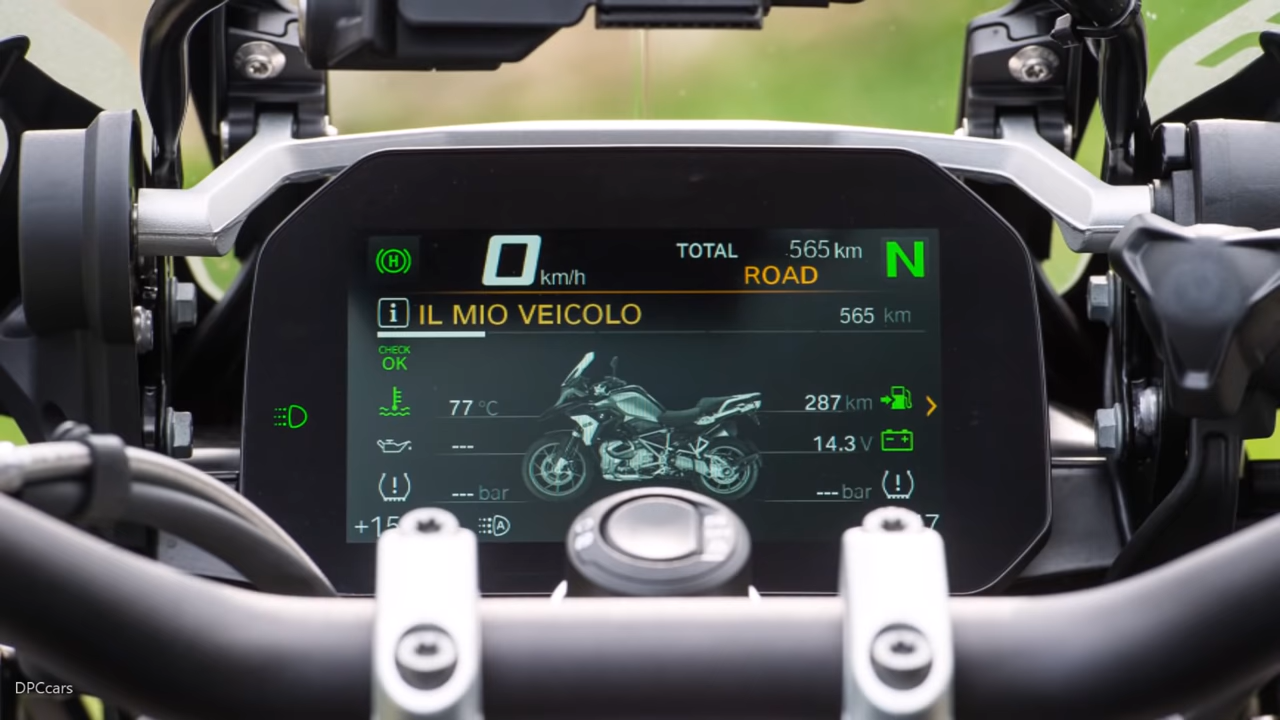 0 km/h
TOTAL 565 km
ROAD
N
i IL MIO VEICOLO 565 km
CHECK
OK
77 °C
287 km
---
14.3 V
--- bar
--- bar
A
DPCcars